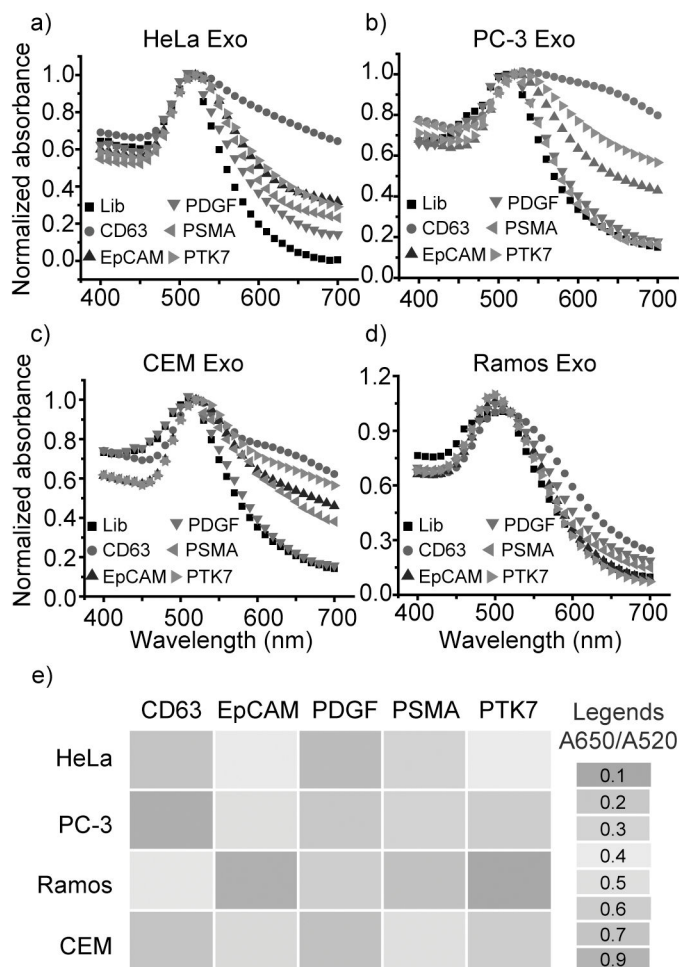 a)
HeLa Exo
Normalized absorbance
1.0
0.8
0.6
0.4
0.2
0.0
Lib
CD63
EpCAM
PDGF
PSMA
PTK7
400
500
600
700
b)
PC-3 Exo
1.0
0.8
0.6
0.4
0.2
0.0
Lib
CD63
EpCAM
PDGF
PSMA
PTK7
400
500
600
700
c)
CEM Exo
Normalized absorbance
1.0
0.8
0.6
0.4
0.2
0.0
Lib
CD63
EpCAM
PDGF
PSMA
PTK7
400
500
600
700
Wavelength (nm)
d)
Ramos Exo
1.2
0.9
0.6
0.3
0.0
Lib
CD63
EpCAM
PDGF
PSMA
PTK7
400
500
600
700
Wavelength (nm)
e)
CD63 EpCAM PDGF PSMA PTK7
HeLa
PC-3
Ramos
CEM
Legends
A650/A520
0.1
0.2
0.3
0.4
0.5
0.6
0.7
0.9